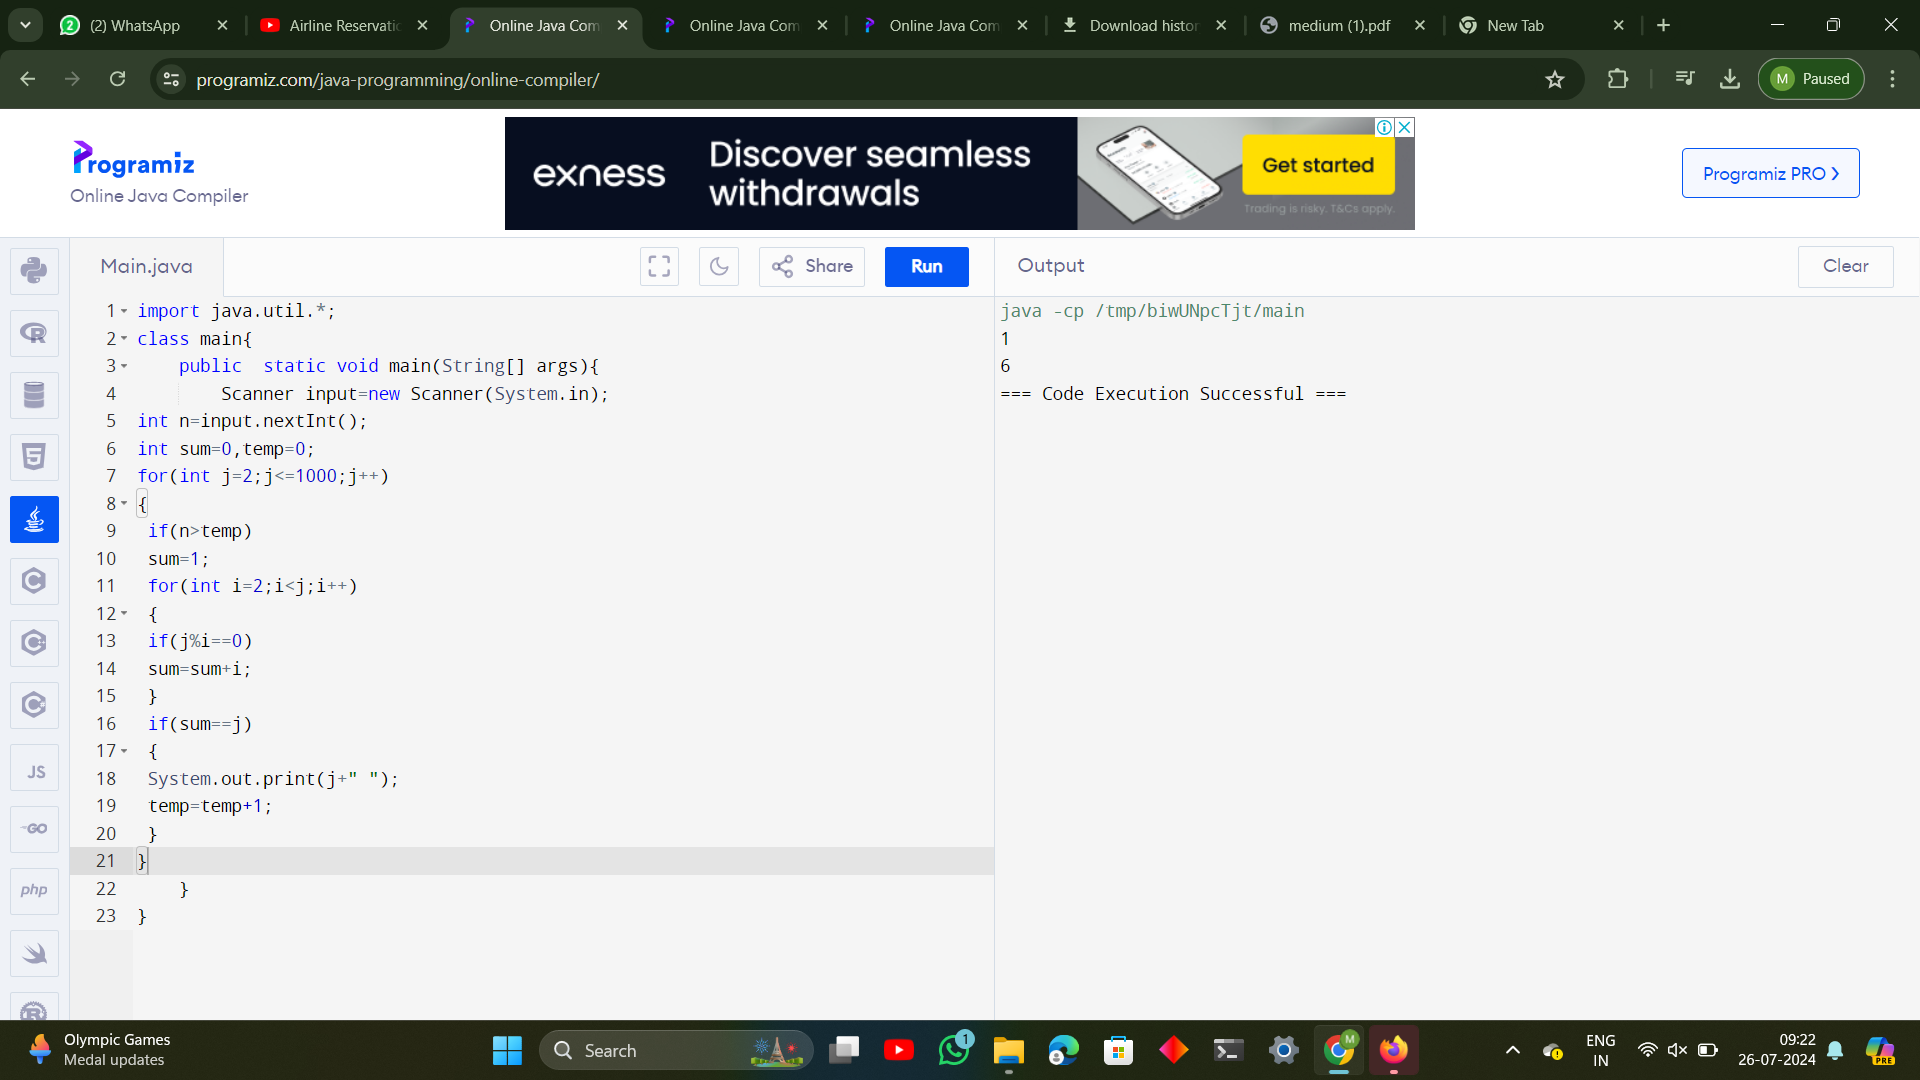 (2) WhatsApp
Airline Reservatio
Online Java Com
Online Java Com
Online Java Com
Download histor
medium (1).pdf
New Tab
programiz.com/java-programming/online-compiler/
M Paused
Programiz
Online Java Compiler
exness
Discover seamless
withdrawals
Get started
Trading is risky. T&Cs apply.
Programiz PRO
Main.java
Share
Run
Output
Clear
1 import java.util.*;
2 class main{
3     public  static void main(String[] args){
4         Scanner input=new Scanner(System.in);
5 int n=input.nextInt();
6 int sum=0,temp=0;
7 for(int j=2;j<=1000;j++)
8 {
9  if(n>temp)
10  sum=1;
11  for(int i=2;i<j;i++)
12  {
13  if(j%i==0)
14  sum=sum+i;
15  }
16  if(sum==j)
17  {
18  System.out.print(j+" ");
19  temp=temp+1;
20  }
21 }
22     }
23 }
java -cp /tmp/biwUNpcTjt/main
1
6
=== Code Execution Successful ===
JS
GO
php
Olympic Games
Medal updates
Search
1
M
ENG
IN
09:22
26-07-2024
PRE